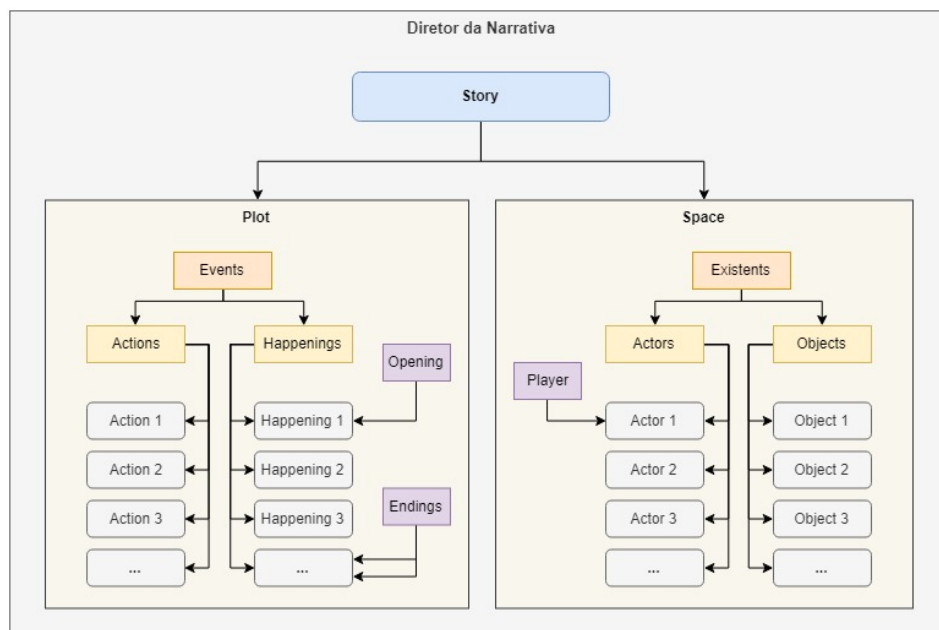 Diretor da Narrativa
Story
Plot
Events
Actions
Happenings
Opening
Action 1
Happening 1
Action 2
Happening 2
Action 3
Happening 3
Endings
...
...
Space
Existents
Actors
Objects
Player
Actor 1
Object 1
Actor 2
Object 2
Actor 3
Object 3
...
...